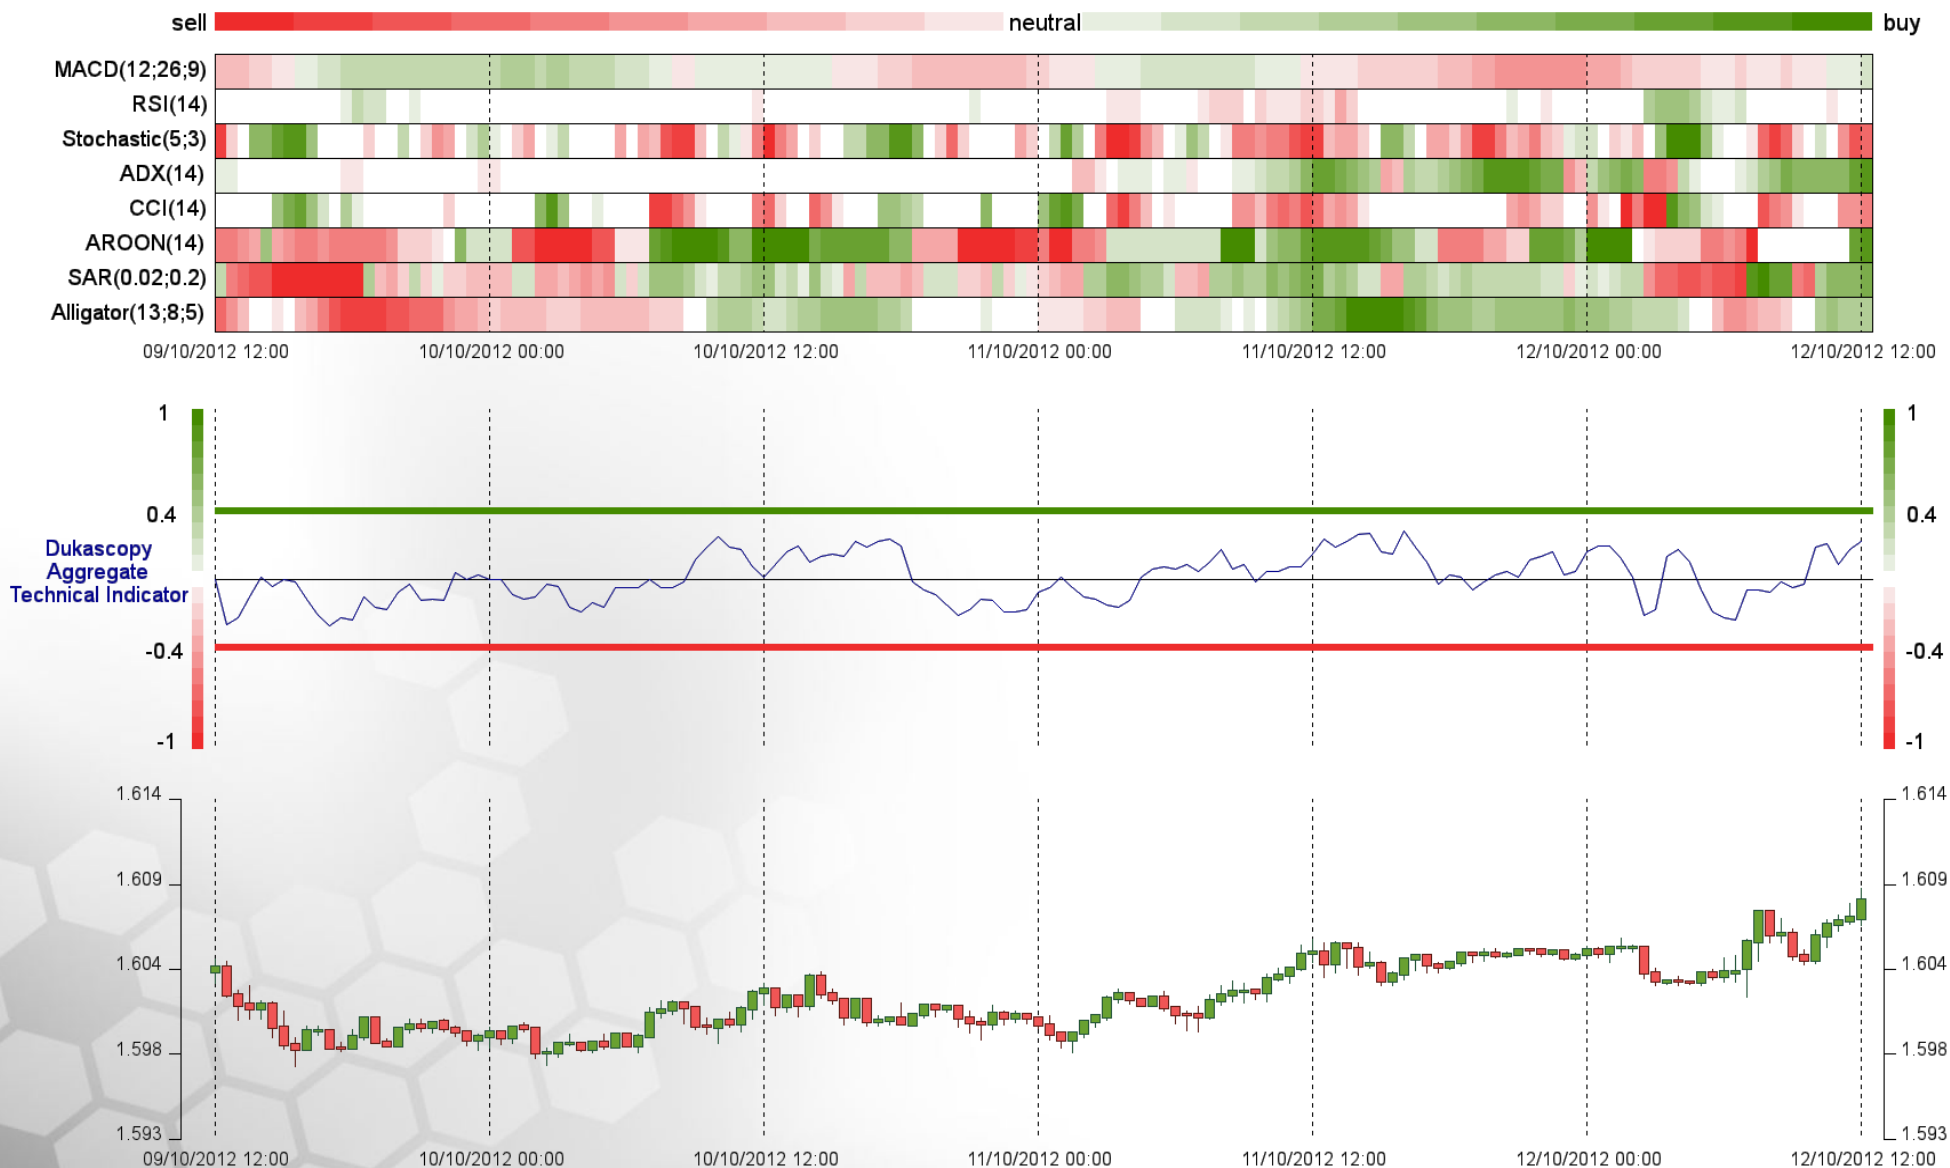 sell neutral buy
MACD(12;26;9)
RSI(14)
Stochastic(5;3)
ADX(14)
CCI(14)
AROON(14)
SAR(0.02;0.2)
Alligator(13;8;5)
09/10/2012 12:00 10/10/2012 00:00 10/10/2012 12:00 11/10/2012 00:00 11/10/2012 12:00 12/10/2012 00:00 12/10/2012 12:00
1 1
0.4 0.4
Dukascopy
Aggregate
Technical Indicator
-0.4 -0.4
-1 -1
1.614 1.614
1.609 1.609
1.604 1.604
1.598 1.598
1.593 1.593
09/10/2012 12:00 10/10/2012 00:00 10/10/2012 12:00 11/10/2012 00:00 11/10/2012 12:00 12/10/2012 00:00 12/10/2012 12:00